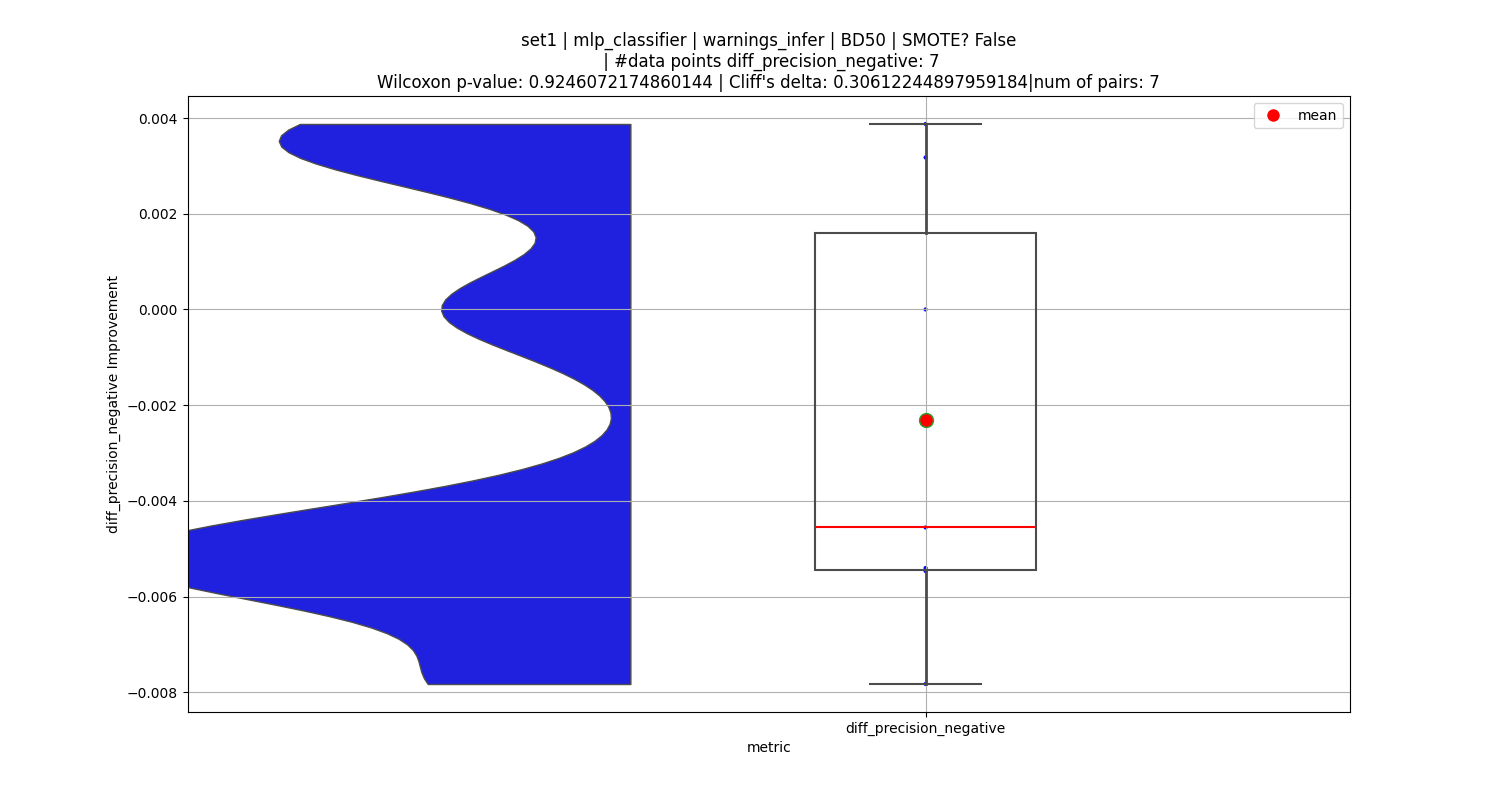 set1 | mlp_classifier | warnings_infer | BD50 | SMOTE? False
| #data points diff_precision_negative: 7
Wilcoxon p-value: 0.9246072174860144 | Cliff's delta: 0.30612244897959184|num of pairs: 7
mean
diff_precision_negative Improvement
0.004
0.002
0.000
−0.002
−0.004
−0.006
−0.008
diff_precision_negative
metric